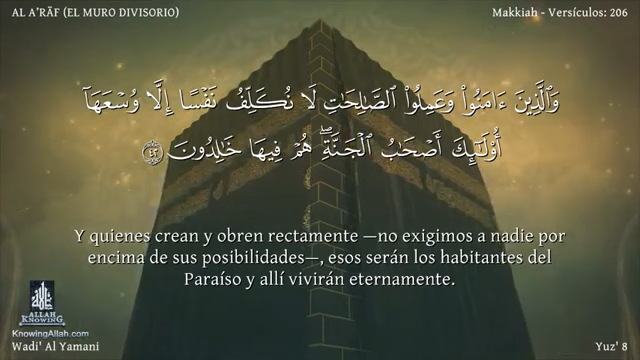 AL A'RĀF (EL MURO DIVISORIO)
Makkiah - Versículos: 206
وَٱلَّذِينَ ءَامَنُوا۟ وَعَمِلُوا۟ ٱلصَّـٰلِحَـٰتِ لَا نُكَلِّفُ نَفْسًا إِلَّا وُسْعَهَآ
أُو۟لَـٰٓئِكَ أَصْحَـٰبُ ٱلْجَنَّةِ ۖ هُمْ فِيهَا خَـٰلِدُونَ ٤٢
Y quienes crean y obren rectamente —no exigimos a nadie por
encima de sus posibilidades—, esos serán los habitantes del
Paraíso y allí vivirán eternamente.
ALLAH
KNOWING
KnowingAllah.com
Wadi' Al Yamani
Yuz' 8